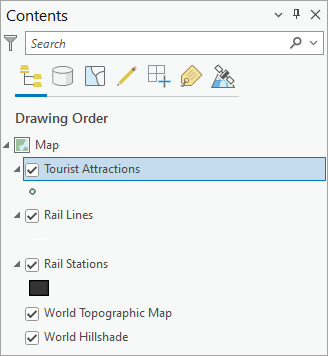 Contents
Search
Drawing Order
Map
Tourist Attractions
Rail Lines
Rail Stations
World Topographic Map
World Hillshade